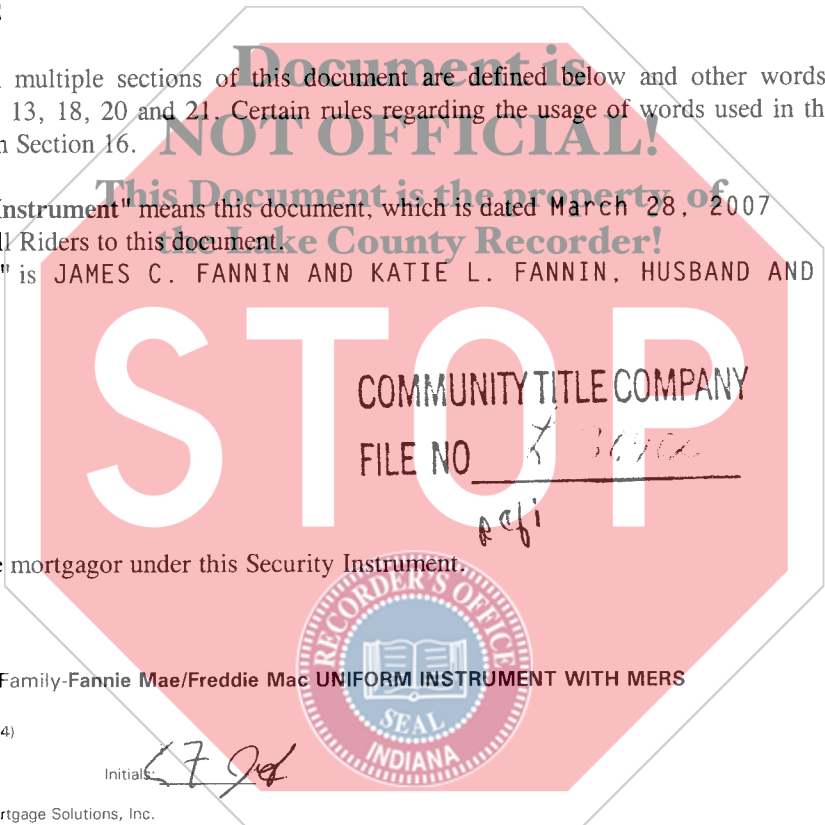 Document is
multiple sections of this document are defined below and other words
13, 18, 20 and 21. Certain rules regarding the usage of words used in th
Section 16.
NOT OFFICIAL!
This Document is the property of
Instrument" means this document, which is dated March 28, 2007
ll Riders to this document.
the Lake County Recorder!
" is JAMES C. FANNIN AND KATIE L. FANNIN, HUSBAND AND
STOP
COMMUNITY TITLE COMPANY
FILE NO
e mortgagor under this Security Instrument.
RECORDER'S OFFICE
SEAL
INDIANA
Family-Fannie Mae/Freddie Mac UNIFORM INSTRUMENT WITH MERS
4)
Initials:
rtgage Solutions, Inc.